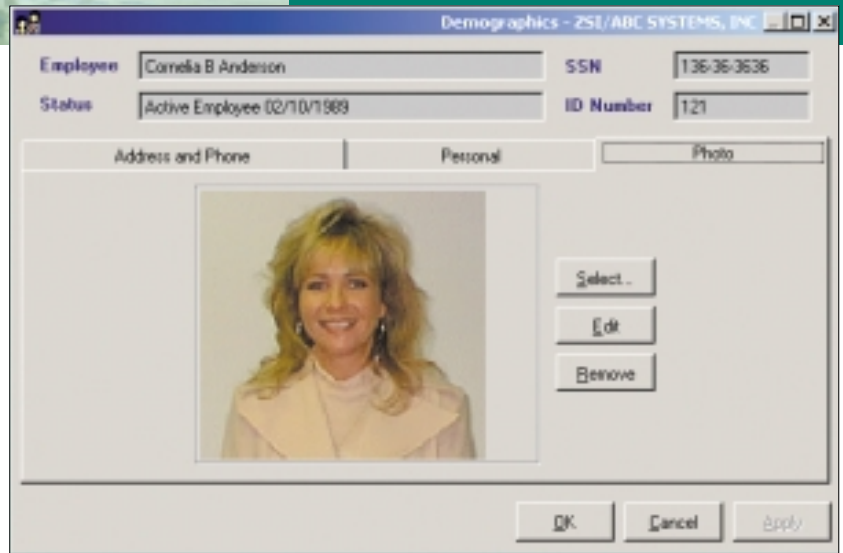 Demographics - ZSI/ABC SYSTEMS, INC
Employee Cornelia B Anderson SSN 136-36-3636
Status Active Employee 02/10/1989 ID Number 121
Address and Phone Personal Photo
Select..
Edit
Remove
OK Cancel Apply